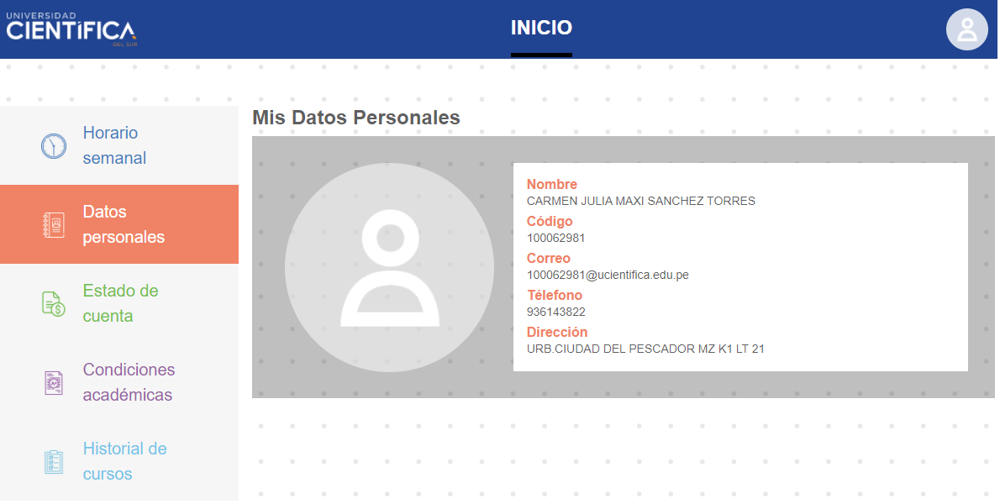 UNIVERSIDAD
CIENTÍFICA
DEL SUR
INICIO
Horario
semanal
Datos
personales
Estado de
cuenta
Condiciones
académicas
Historial de
cursos
Mis Datos Personales
Nombre
CARMEN JULIA MAXI SANCHEZ TORRES
Código
100062981
Correo
100062981@ucientifica.edu.pe
Télefono
936143822
Dirección
URB.CIUDAD DEL PESCADOR MZ K1 LT 21